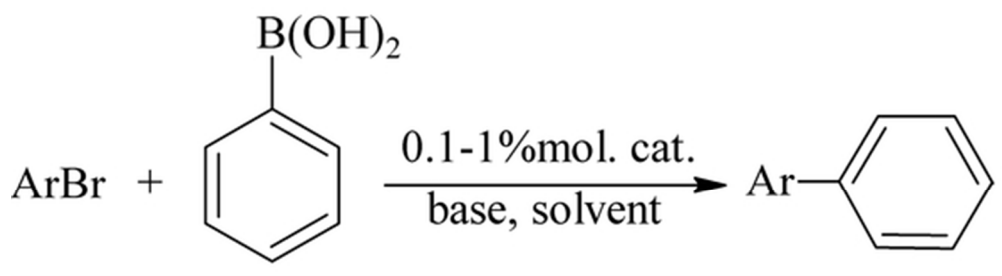 B(OH)₂
ArBr +
0.1-1%mol. cat.
base, solvent
Ar